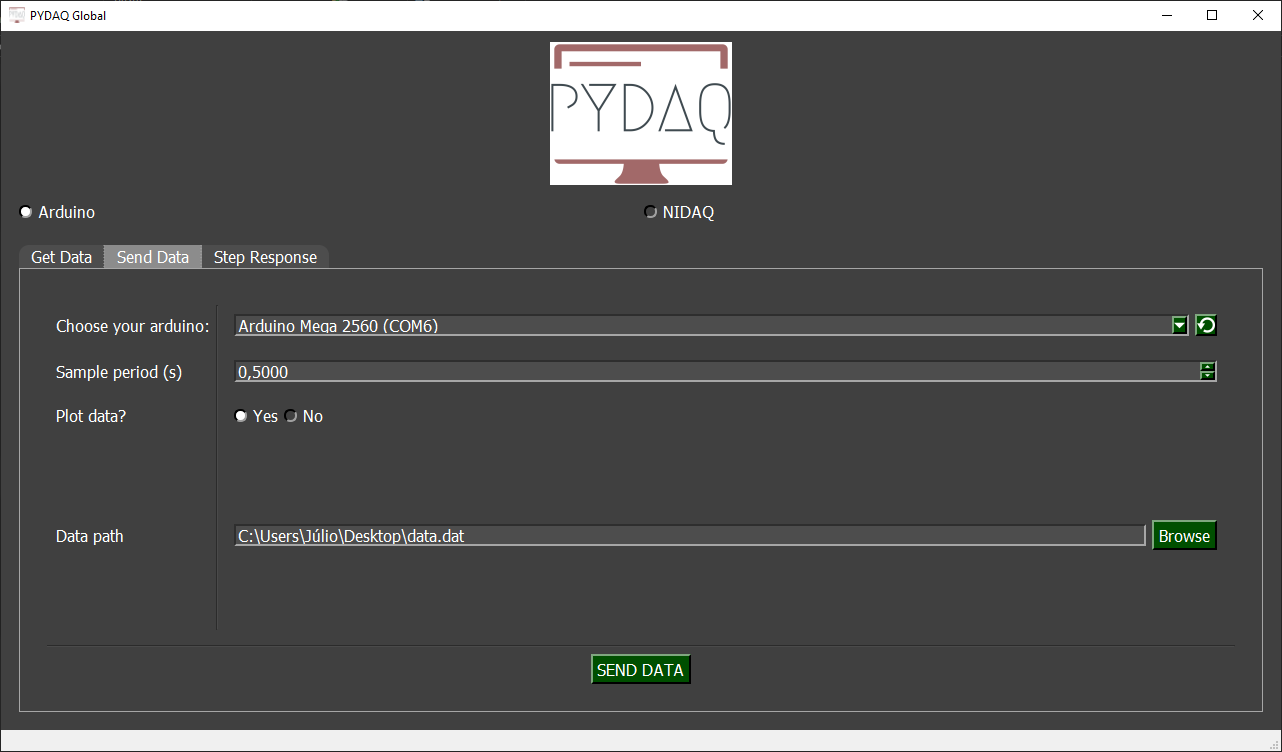 PYDAQ Global
PYDAQ
Arduino NIDAQ
Get Data Send Data Step Response
Choose your arduino: Arduino Mega 2560 (COM6)
Sample period (s) 0,5000
Plot data? Yes No
Data path C:\Users\Júlio\Desktop\data.dat Browse
SEND DATA